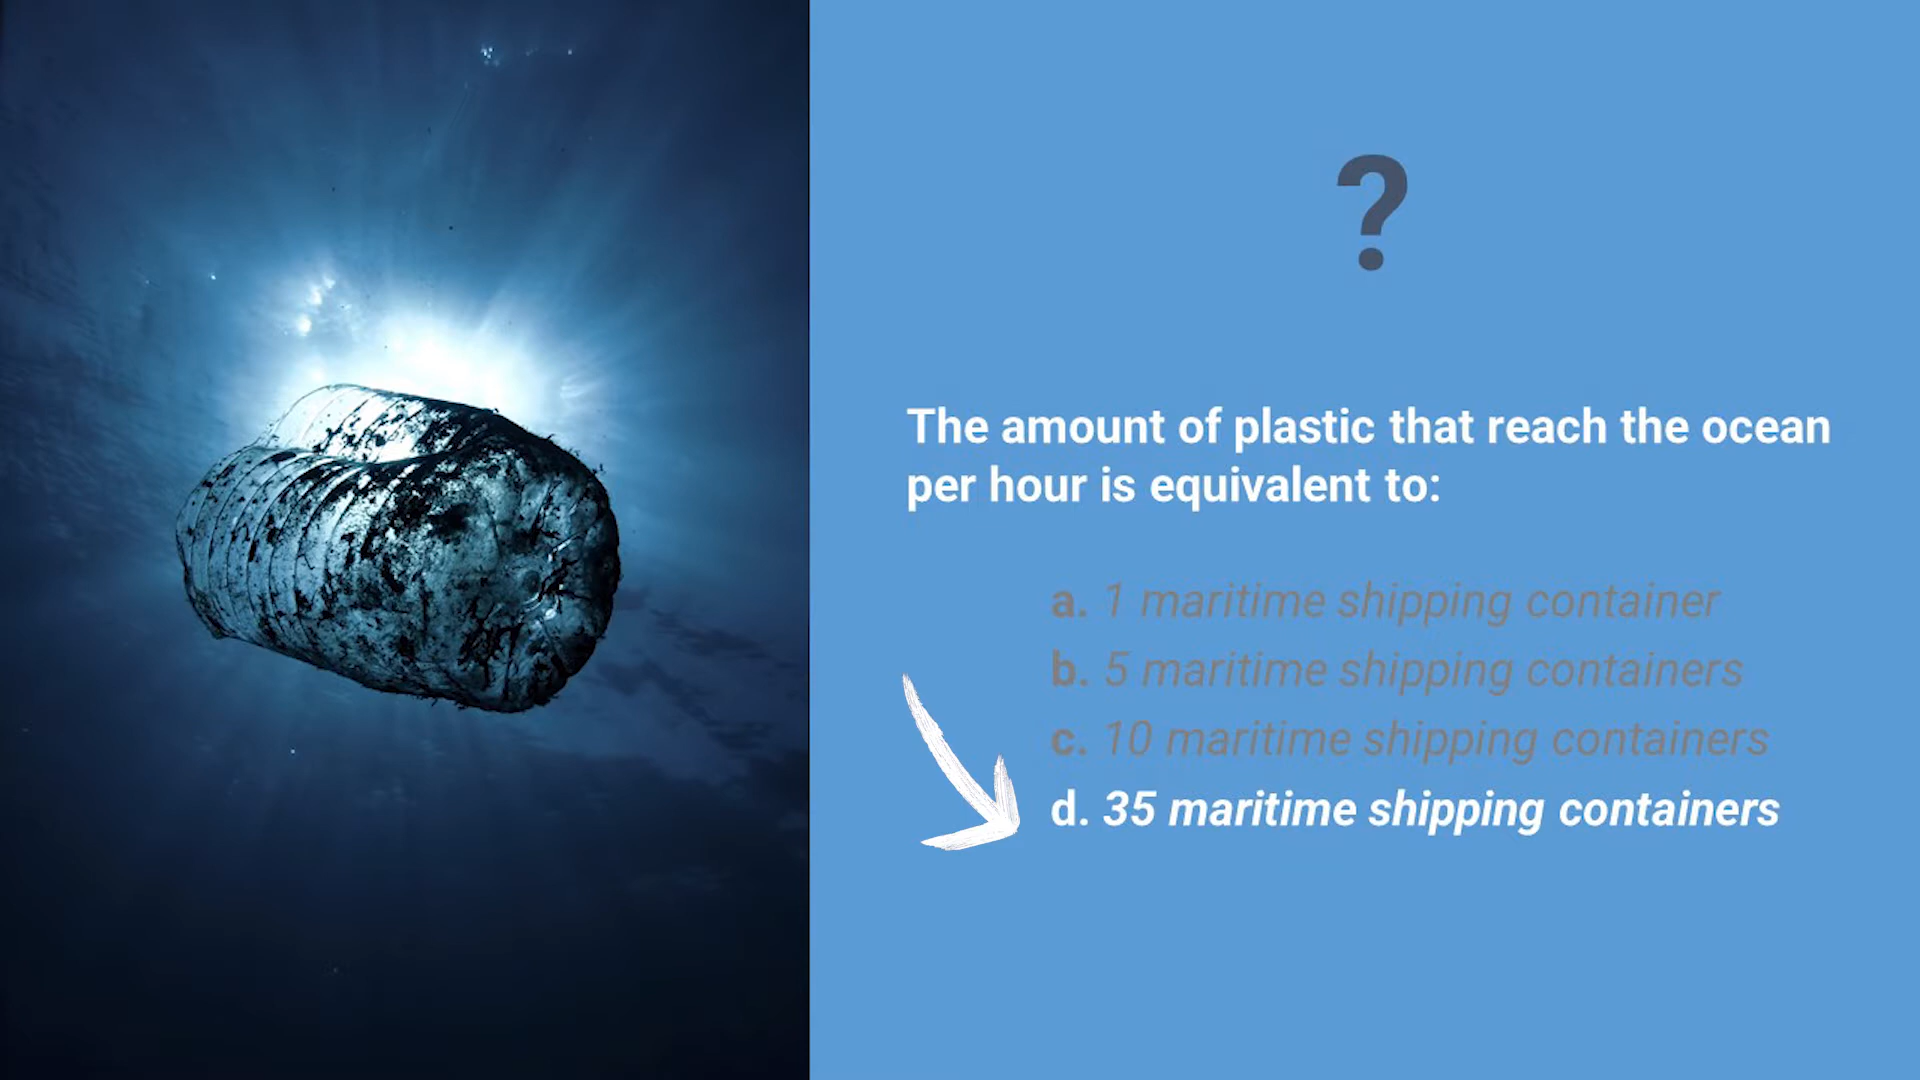 ?
The amount of plastic that reach the ocean
per hour is equivalent to:
a. 1 maritime shipping container
b. 5 maritime shipping containers
c. 10 maritime shipping containers
d. 35 maritime shipping containers